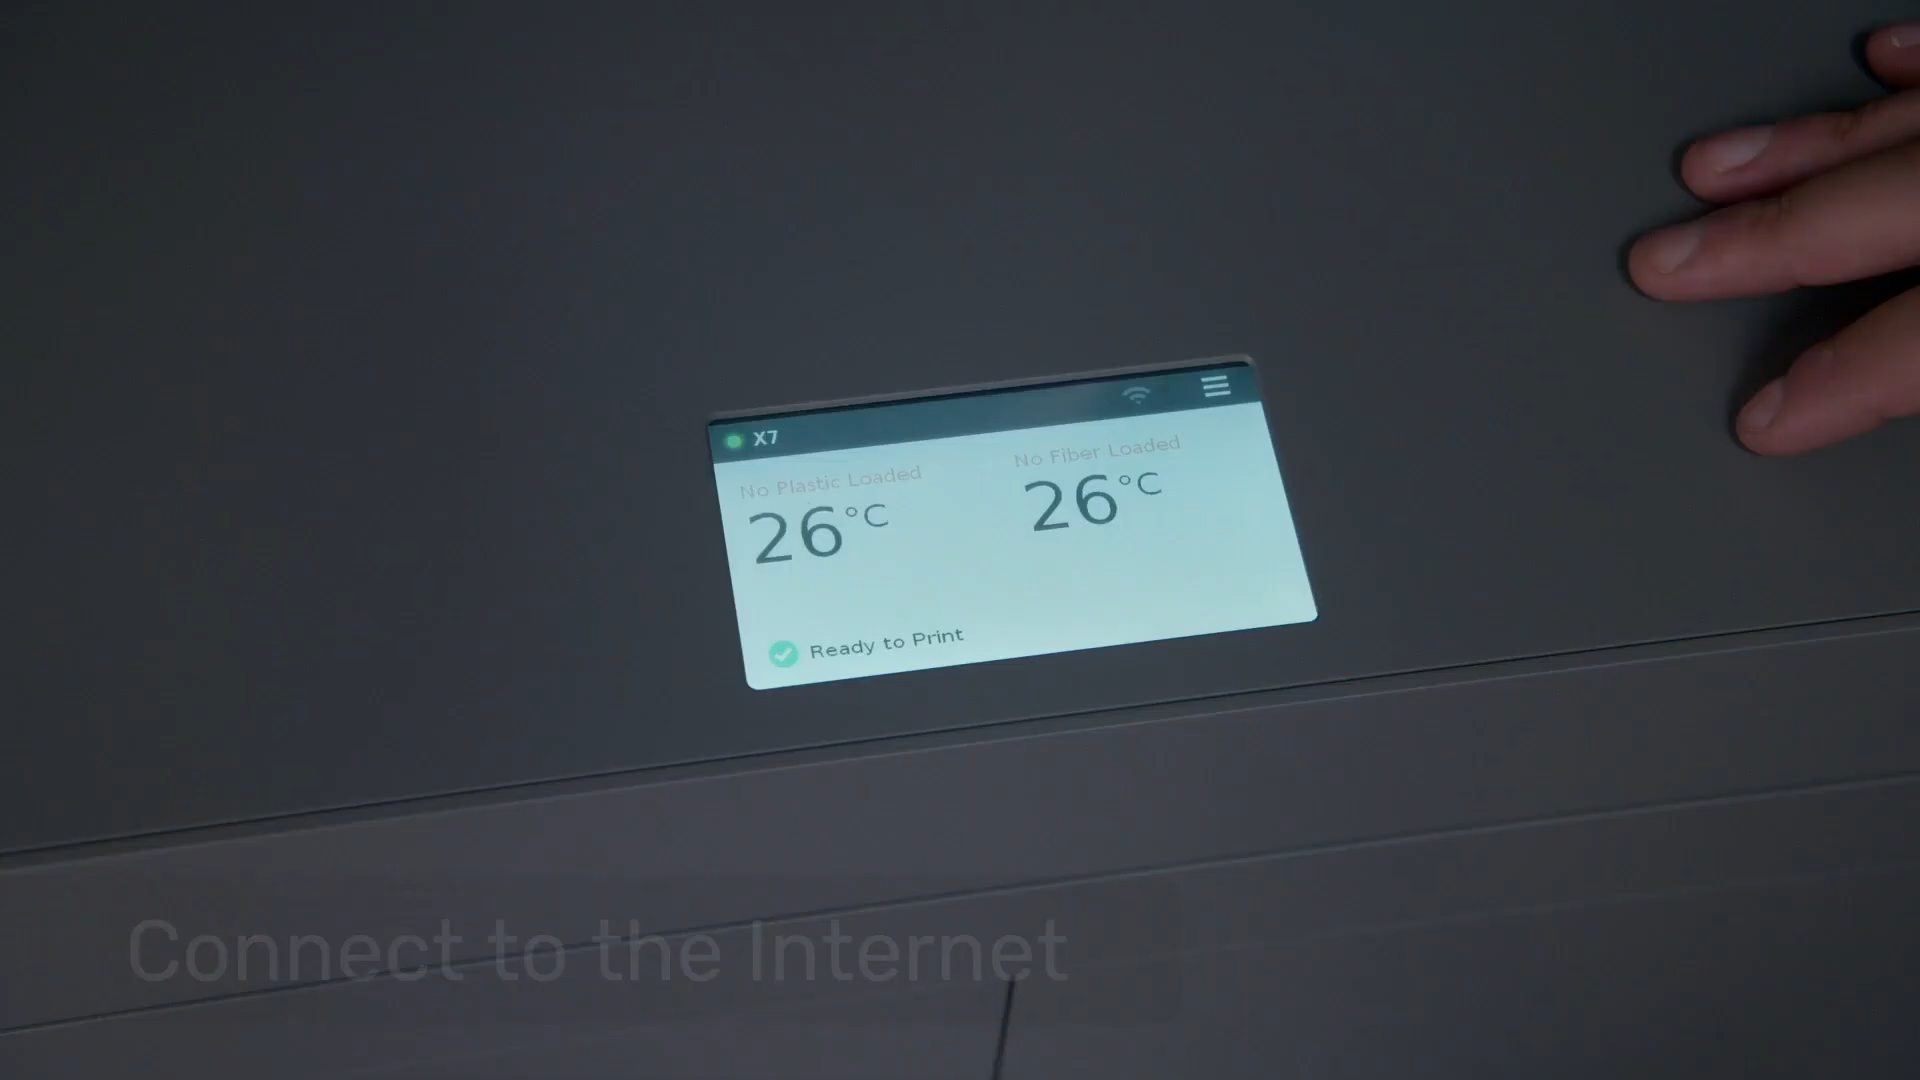 X7
No Plastic Loaded
26°C
No Fiber Loaded
26°C
Ready to Print
Connect to the Internet